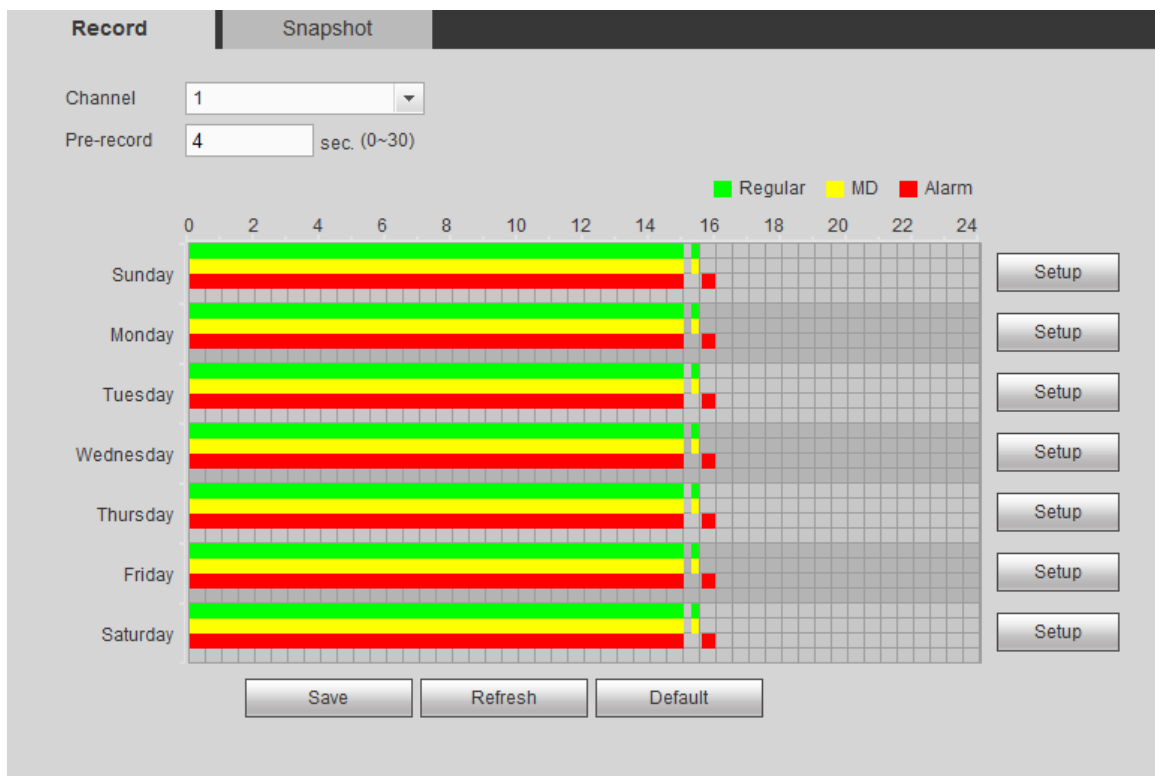 Record Snapshot
Channel 1
Pre-record 4 sec. (0~30)
Regular MD Alarm
0 2 4 6 8 10 12 14 16 18 20 22 24
Sunday Setup
Monday Setup
Tuesday Setup
Wednesday Setup
Thursday Setup
Friday Setup
Saturday Setup
Save Refresh Default